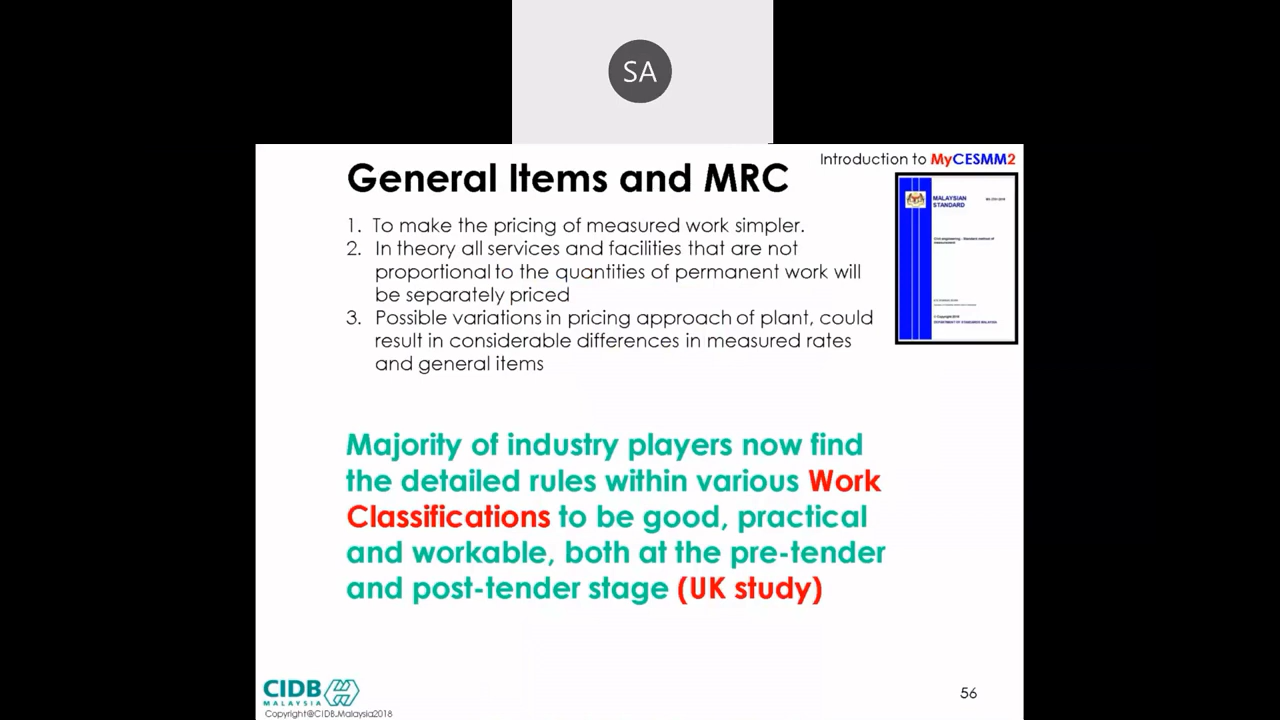 SA
Introduction to MyCESMM2
General Items and MRC
MALAYSIAN
STANDARD
1. To make the pricing of measured work simpler.
2. In theory all services and facilities that are not
proportional to the quantities of permanent work will
be separately priced
3. Possible variations in pricing approach of plant, could
result in considerable differences in measured rates
and general items
Majority of industry players now find
the detailed rules within various Work
Classifications to be good, practical
and workable, both at the pre-tender
and post-tender stage (UK study)
CIDB
MALAYSIA
Copyright@CIDB.Malaysia2018
56